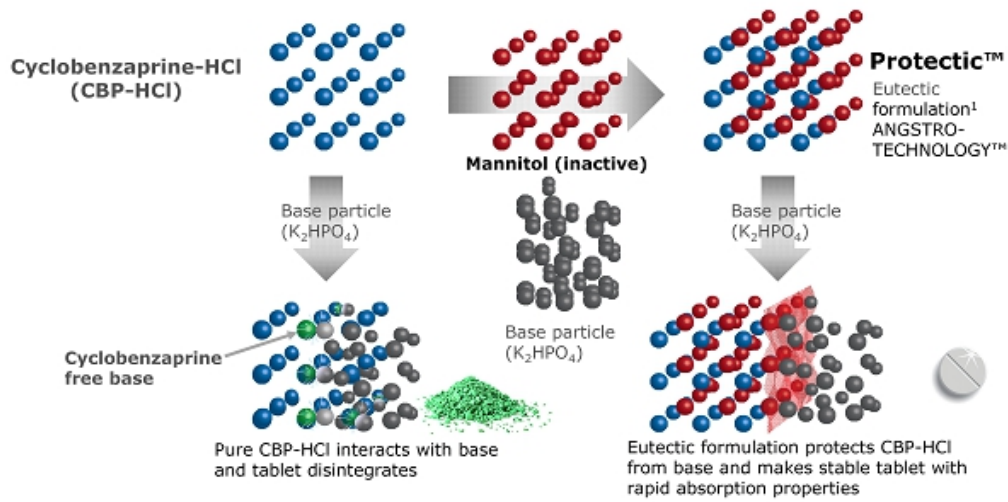 Cyclobenzaprine-HCl
(CBP-HCl)
Mannitol (inactive)
Protectic™
Eutectic
formulation¹
ANGSTRO-
TECHNOLOGY™
Base particle
(K₂HPO₄)
Base particle
(K₂HPO₄)
Base particle
(K₂HPO₄)
Cyclobenzaprine
free base
Pure CBP-HCl interacts with base
and tablet disintegrates
Eutectic formulation protects CBP-HCl
from base and makes stable tablet with
rapid absorption properties